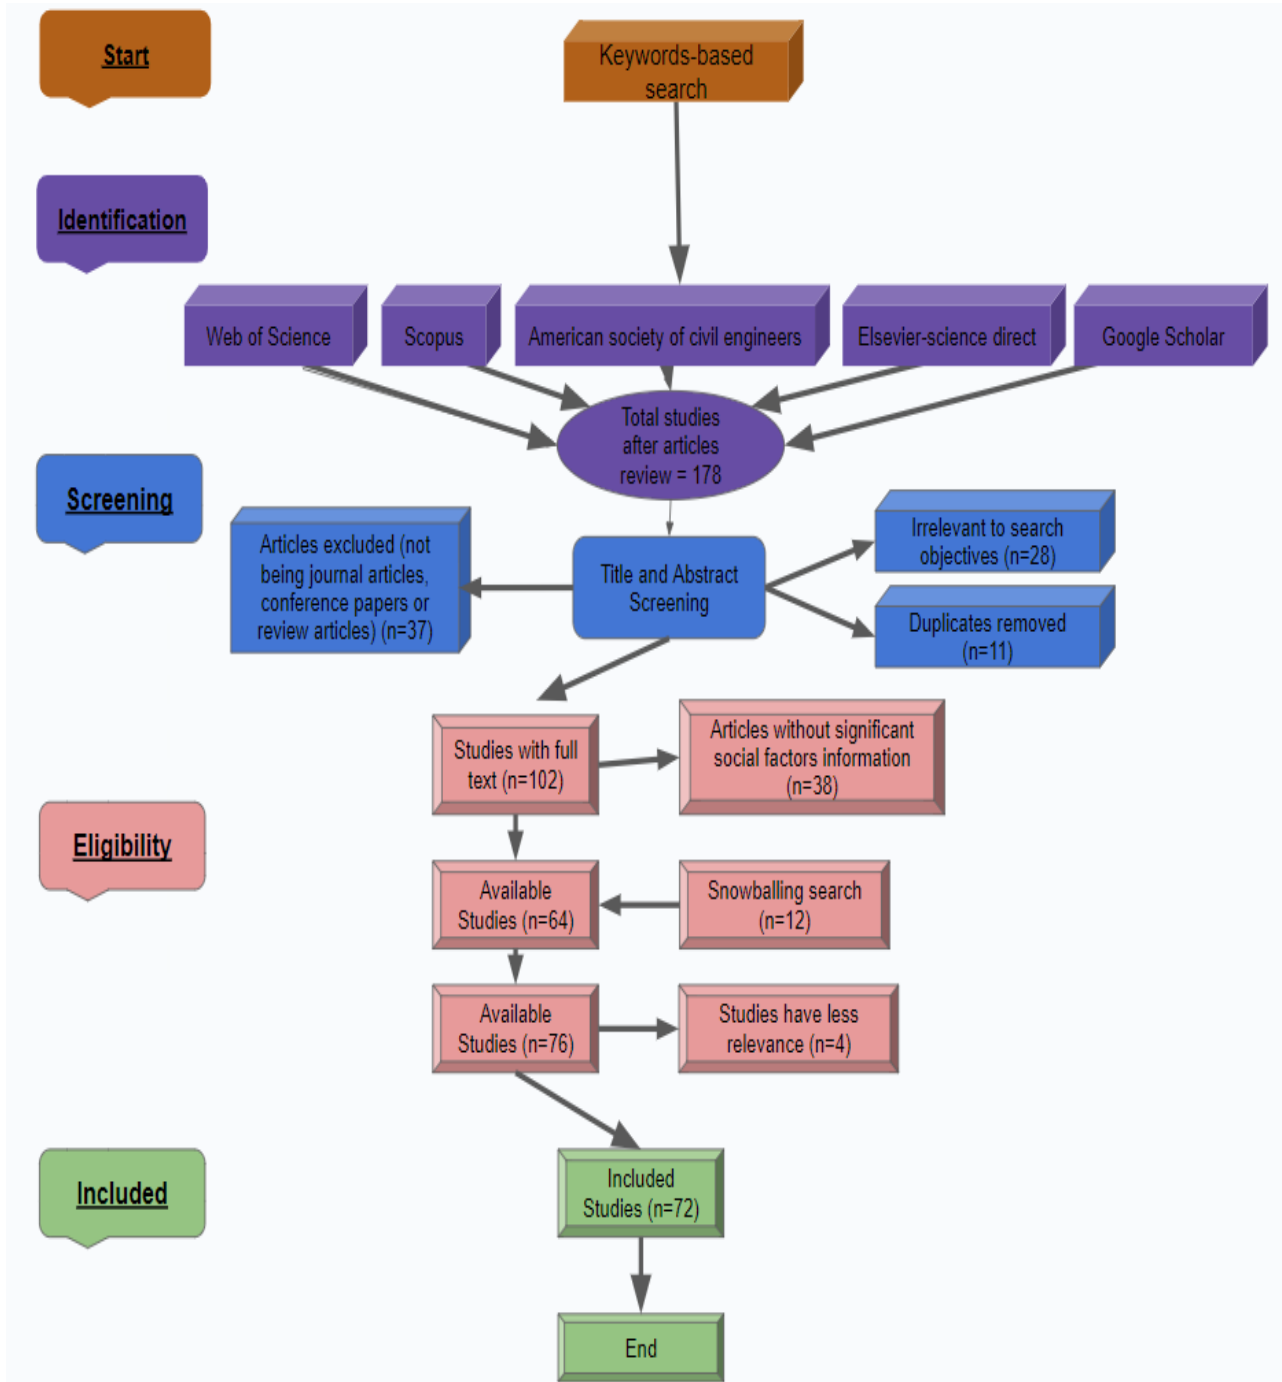 Start
Keywords-based
search
Identification
Web of Science
Scopus
American society of civil engineers
Elsevier-science direct
Google Scholar
Total studies
after articles
review = 178
Screening
Articles excluded (not
being journal articles,
conference papers or
review articles) (n=37)
Title and Abstract
Screening
Irrelevant to search
objectives (n=28)
Duplicates removed
(n=11)
Studies with full
text (n=102)
Articles without significant
social factors information
(n=38)
Eligibility
Available
Studies (n=64)
Snowballing search
(n=12)
Available
Studies (n=76)
Studies have less
relevance (n=4)
Included
Included
Studies (n=72)
End